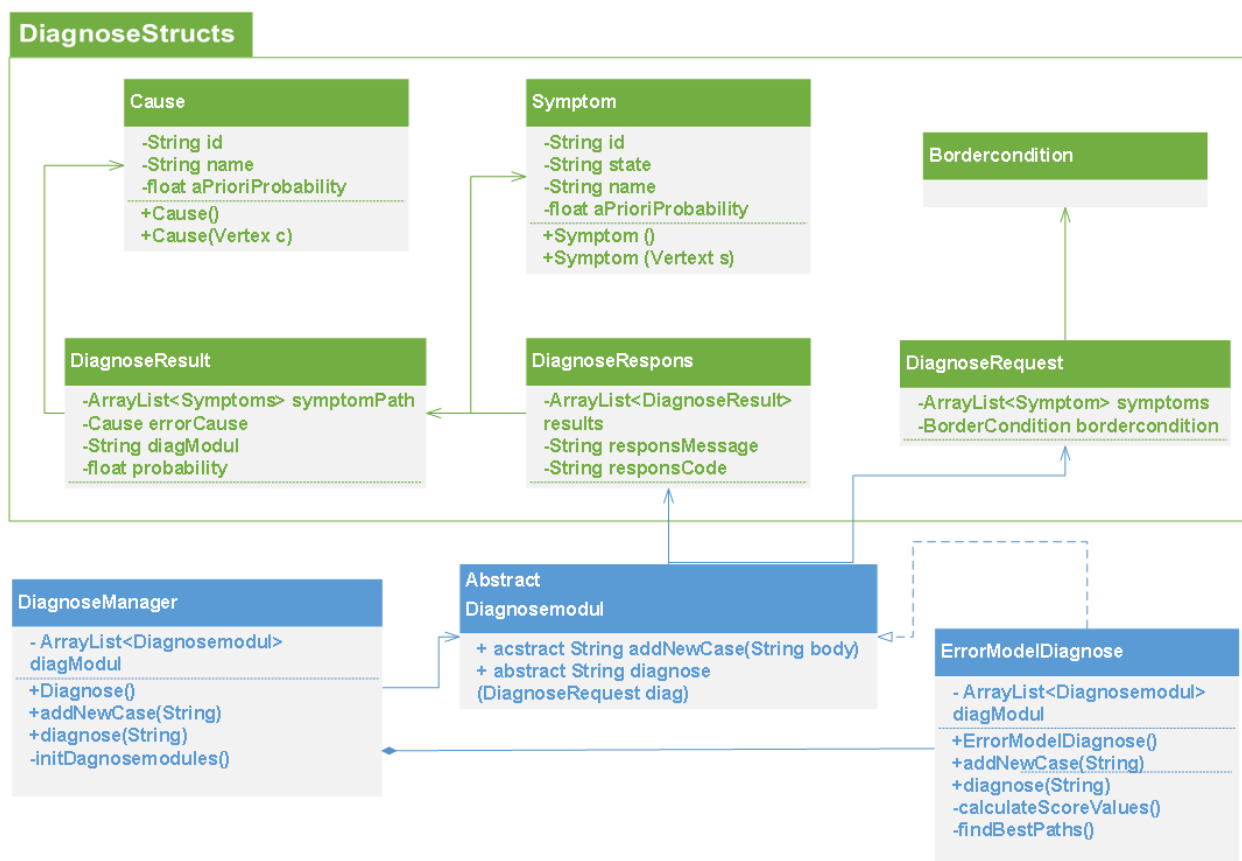 DiagnoseStructs
Cause
-String id
-String name
-float aPrioriProbability
+Cause()
+Cause(Vertex c)
Symptom
-String id
-String state
-String name
-float aPrioriProbability
+Symptom ()
+Symptom (Vertext s)
Bordercondition
DiagnoseResult
-ArrayList<Symptoms> symptomPath
-Cause errorCause
-String diagModul
-float probability
DiagnoseRespons
-ArrayList<DiagnoseResult>
results
-String responsMessage
-String responsCode
DiagnoseRequest
-ArrayList<Symptom> symptoms
-BorderCondition bordercondition
DiagnoseManager
- ArrayList<Diagnosemodul>
diagModul
+Diagnose()
+addNewCase(String)
+diagnose(String)
-initDagnosemodules()
Abstract
Diagnosemodul
+ acstract String addNewCase(String body)
+ abstract String diagnose
(DiagnoseRequest diag)
ErrorModelDiagnose
- ArrayList<Diagnosemodul>
diagModul
+ErrorModelDiagnose()
+addNewCase(String)
+diagnose(String)
-calculateScoreValues()
-findBestPaths()